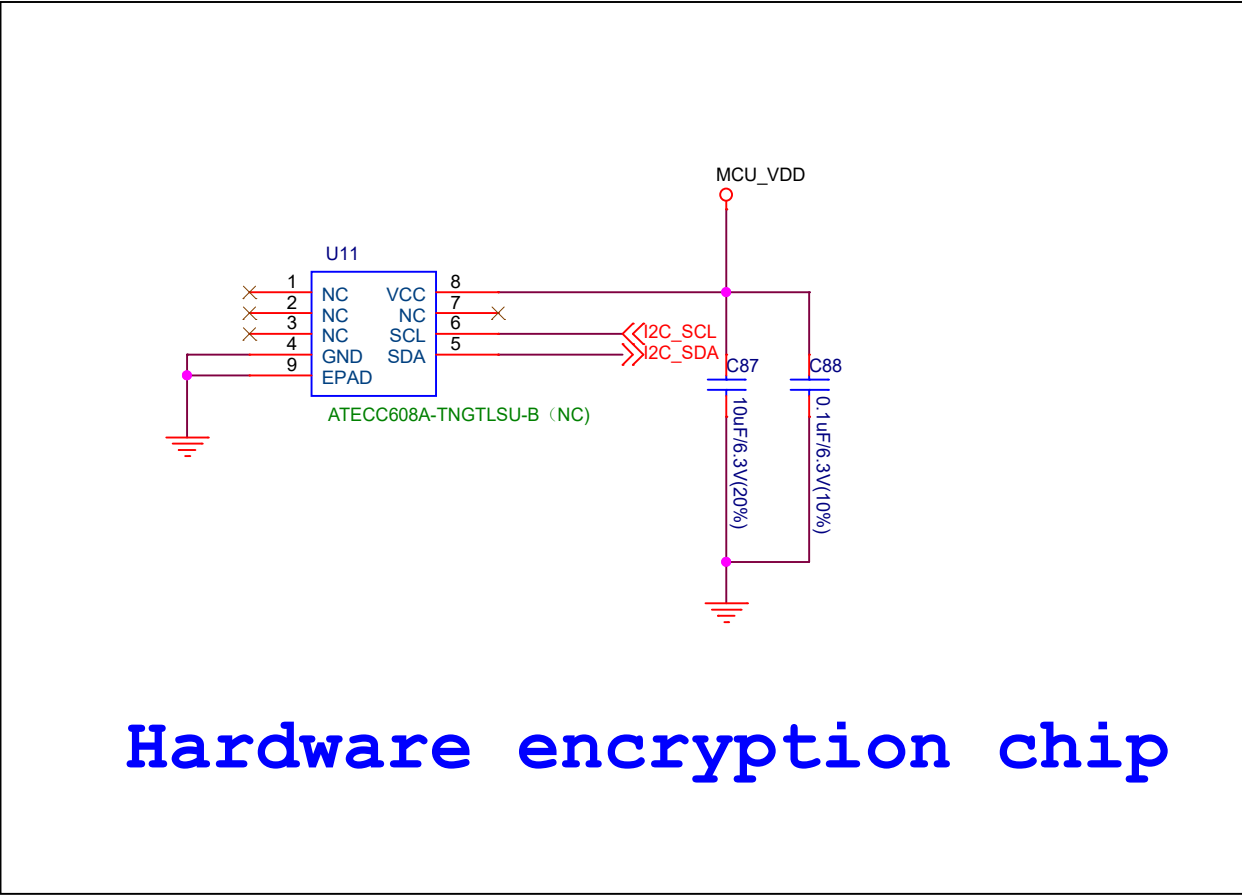 MCU_VDD
U11
1 NC VCC 8
2 NC NC 7
3 NC SCL 6 I2C_SCL
4 GND SDA 5 I2C_SDA
9 EPAD
ATECC608A-TNGTLSU-B（NC)
C87
10uF/6.3V(20%)
C88
0.1uF/6.3V(10%)
Hardware encryption chip